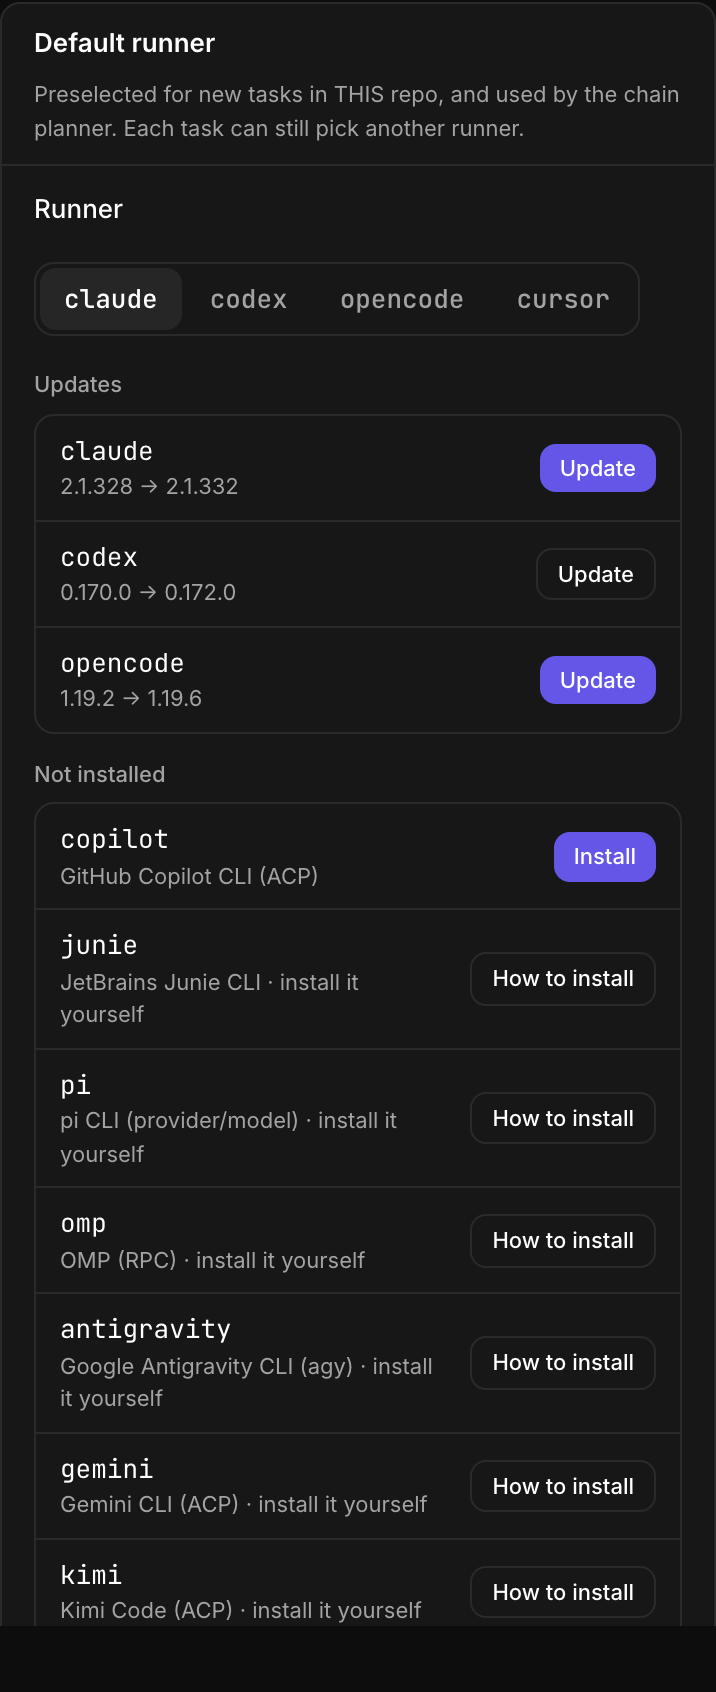 Default runner
Preselected for new tasks in THIS repo, and used by the chain
planner. Each task can still pick another runner.
Runner
claude codex opencode cursor
Updates
claude
2.1.328 → 2.1.332
Update
codex
0.170.0 → 0.172.0
Update
opencode
1.19.2 → 1.19.6
Update
Not installed
copilot
GitHub Copilot CLI (ACP)
Install
junie
JetBrains Junie CLI · install it
yourself
How to install
pi
pi CLI (provider/model) · install it
yourself
How to install
omp
OMP (RPC) · install it yourself
How to install
antigravity
Google Antigravity CLI (agy) · install
it yourself
How to install
gemini
Gemini CLI (ACP) · install it yourself
How to install
kimi
Kimi Code (ACP) · install it yourself
How to install